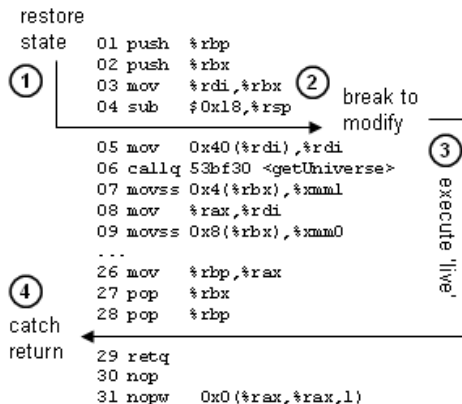 restore
state
1
01 push %rbp
02 push %rbx
03 mov %rdi,%rbx
04 sub $0x18,%rsp
2
break to
modify
3
execute 'live'
05 mov 0x40(%rdi),%rdi
06 callq 53bf30 <getUniverse>
07 movss 0x4(%rbx),%xmm1
08 mov %rax,%rdi
09 movss 0x8(%rbx),%xmm0
...
26 mov %rbp,%rax
27 pop %rbx
28 pop %rbp
4
catch
return
29 retq
30 nop
31 nopw 0x0(%rax,%rax,1)